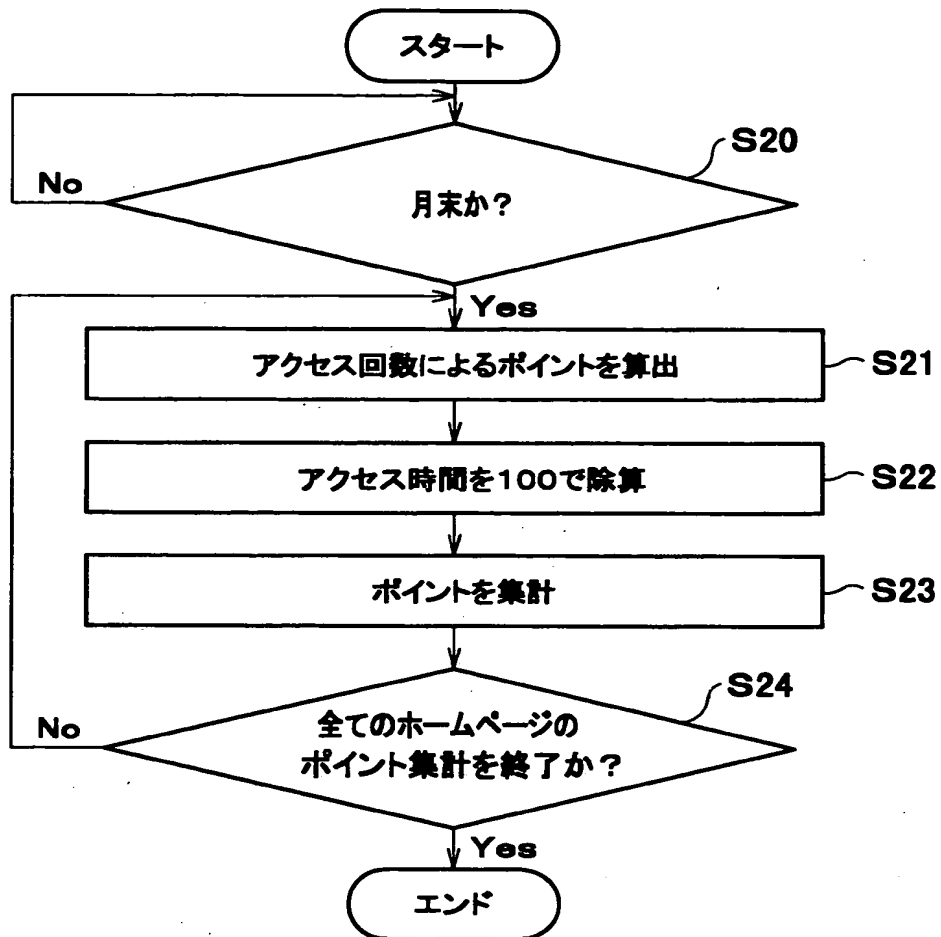 スタート
S20
No
月末か？
Yes
アクセス回数によるポイントを算出
S21
アクセス時間を100で除算
S22
ポイントを集計
S23
S24
No
全てのホームページの
ポイント集計を終了か？
Yes
エンド